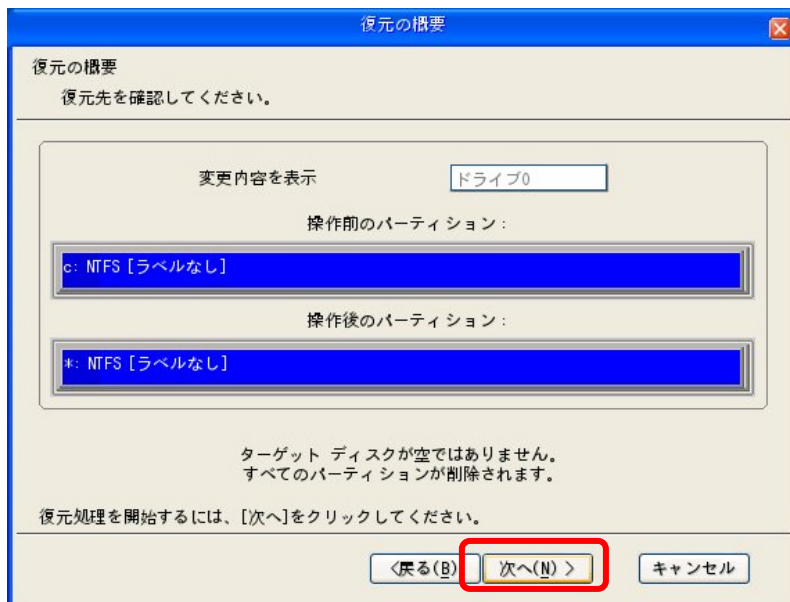 復元の概要
復元の概要
復元先を確認してください。
変更内容を表示 ドライブ0
操作前のパーティション:
c: NTFS [ラベルなし]
操作後のパーティション:
*: NTFS [ラベルなし]
ターゲット ディスクが空ではありません。
すべてのパーティションが削除されます。
復元処理を開始するには、[次へ]をクリックしてください。
<戻る(B) 次へ(N) > キャンセル